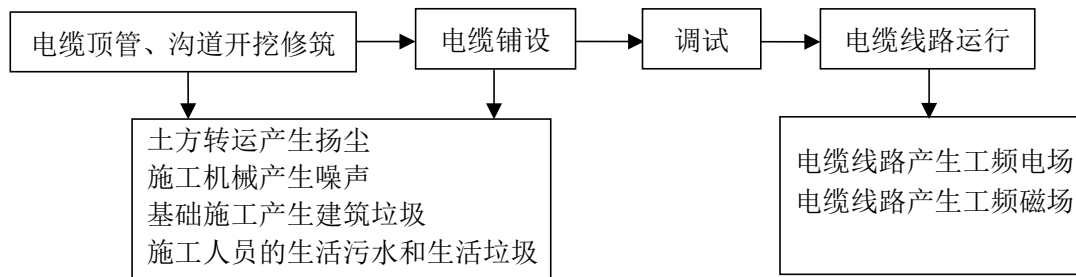 电缆顶管、沟道开挖修筑
电缆铺设
调试
电缆线路运行
土方转运产生扬尘
施工机械产生噪声
基础施工产生建筑垃圾
施工人员的生活污水和生活垃圾
电缆线路产生工频电场
电缆线路产生工频磁场